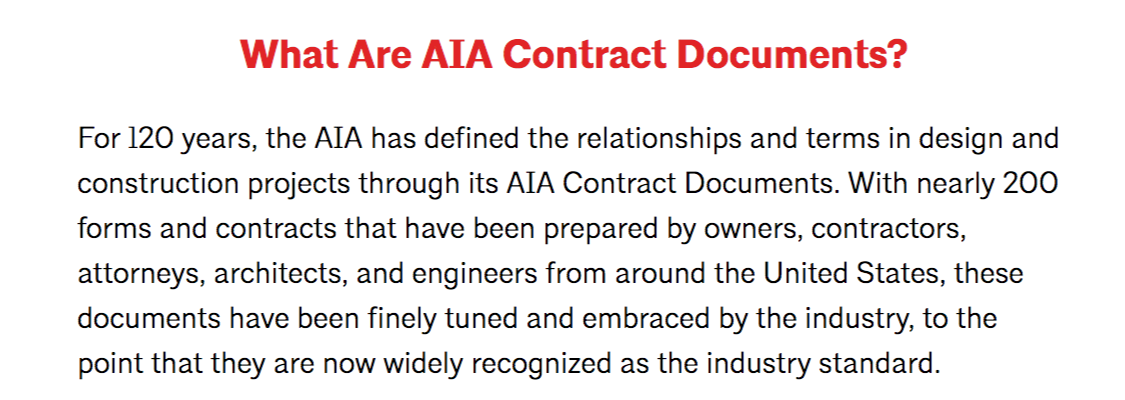 What Are AIA Contract Documents?
For 120 years, the AIA has defined the relationships and terms in design and
construction projects through its AIA Contract Documents. With nearly 200
forms and contracts that have been prepared by owners, contractors,
attorneys, architects, and engineers from around the United States, these
documents have been finely tuned and embraced by the industry, to the
point that they are now widely recognized as the industry standard.